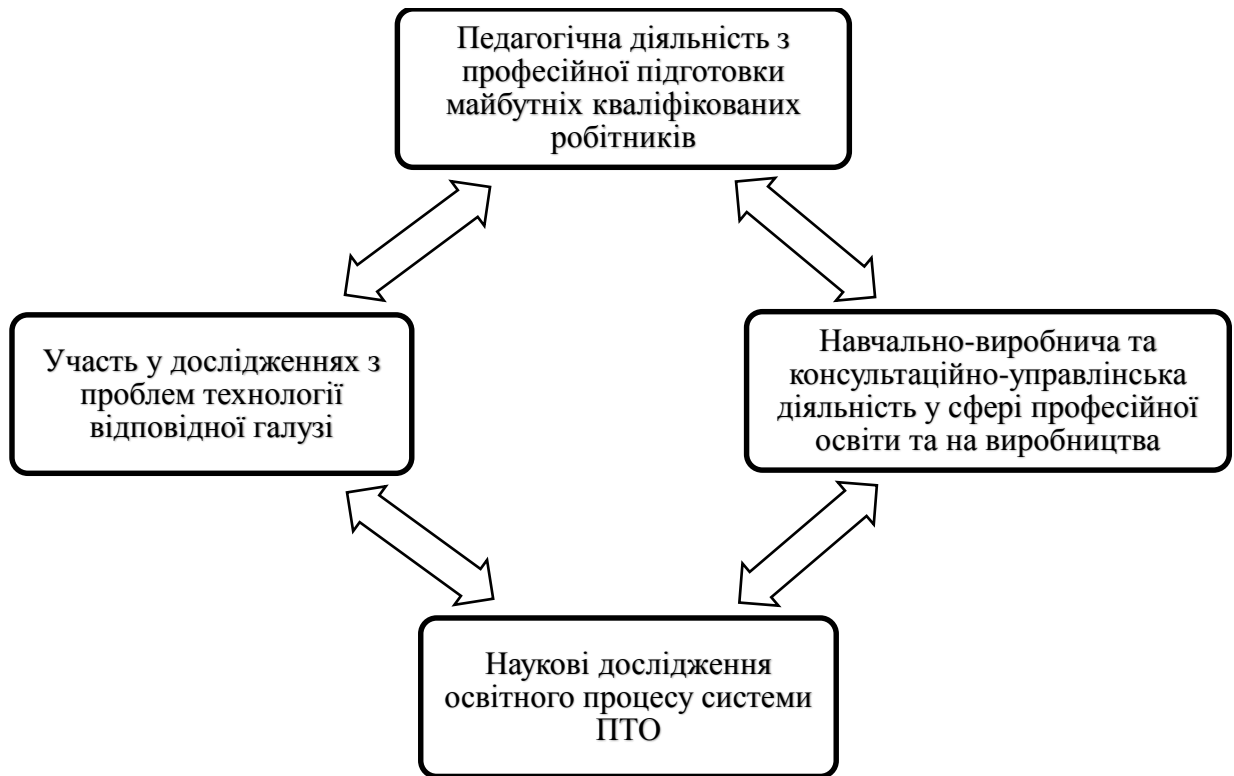 Педагогічна діяльність з
професійної підготовки
майбутніх кваліфікованих
робітників
Участь у дослідженнях з
проблем технології
відповідної галузі
Навчально-виробнича та
консультаційно-управлінська
діяльність у сфері професійної
освіти та на виробництва
Наукові дослідження
освітного процесу системи
ПТО